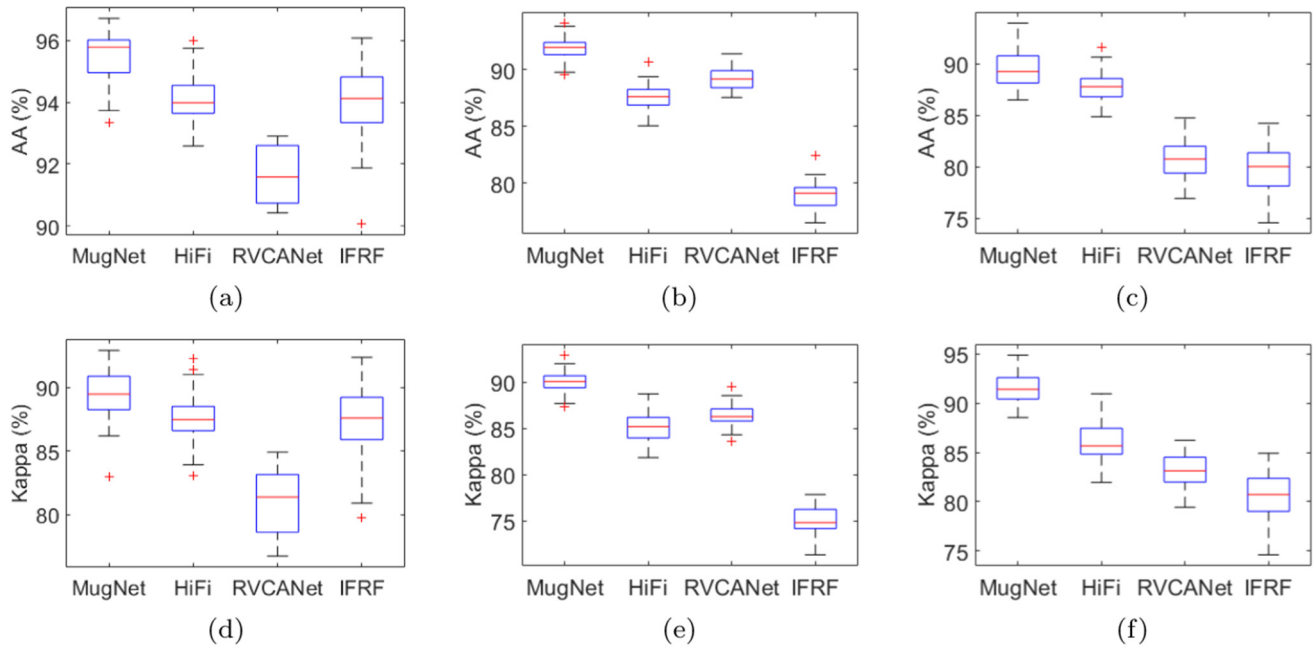 AA (%)
96
94
92
90
MugNet HiFi RVCANet IFRF
(a)
AA (%)
90
85
80
MugNet HiFi RVCANet IFRF
(b)
AA (%)
90
85
80
75
MugNet HiFi RVCANet IFRF
(c)
Kappa (%)
90
85
80
MugNet HiFi RVCANet IFRF
(d)
Kappa (%)
90
85
80
75
MugNet HiFi RVCANet IFRF
(e)
Kappa (%)
95
90
85
80
75
MugNet HiFi RVCANet IFRF
(f)